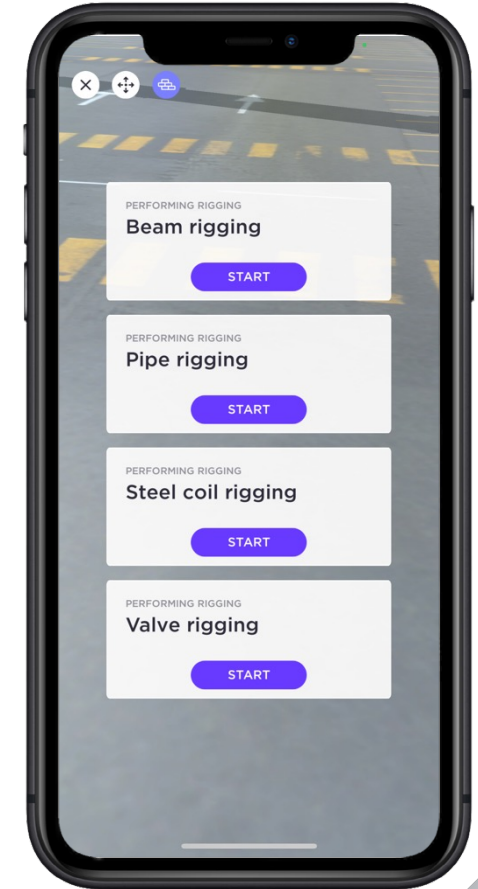 PERFORMING RIGGING
Beam rigging
START
PERFORMING RIGGING
Pipe rigging
START
PERFORMING RIGGING
Steel coil rigging
START
PERFORMING RIGGING
Valve rigging
START